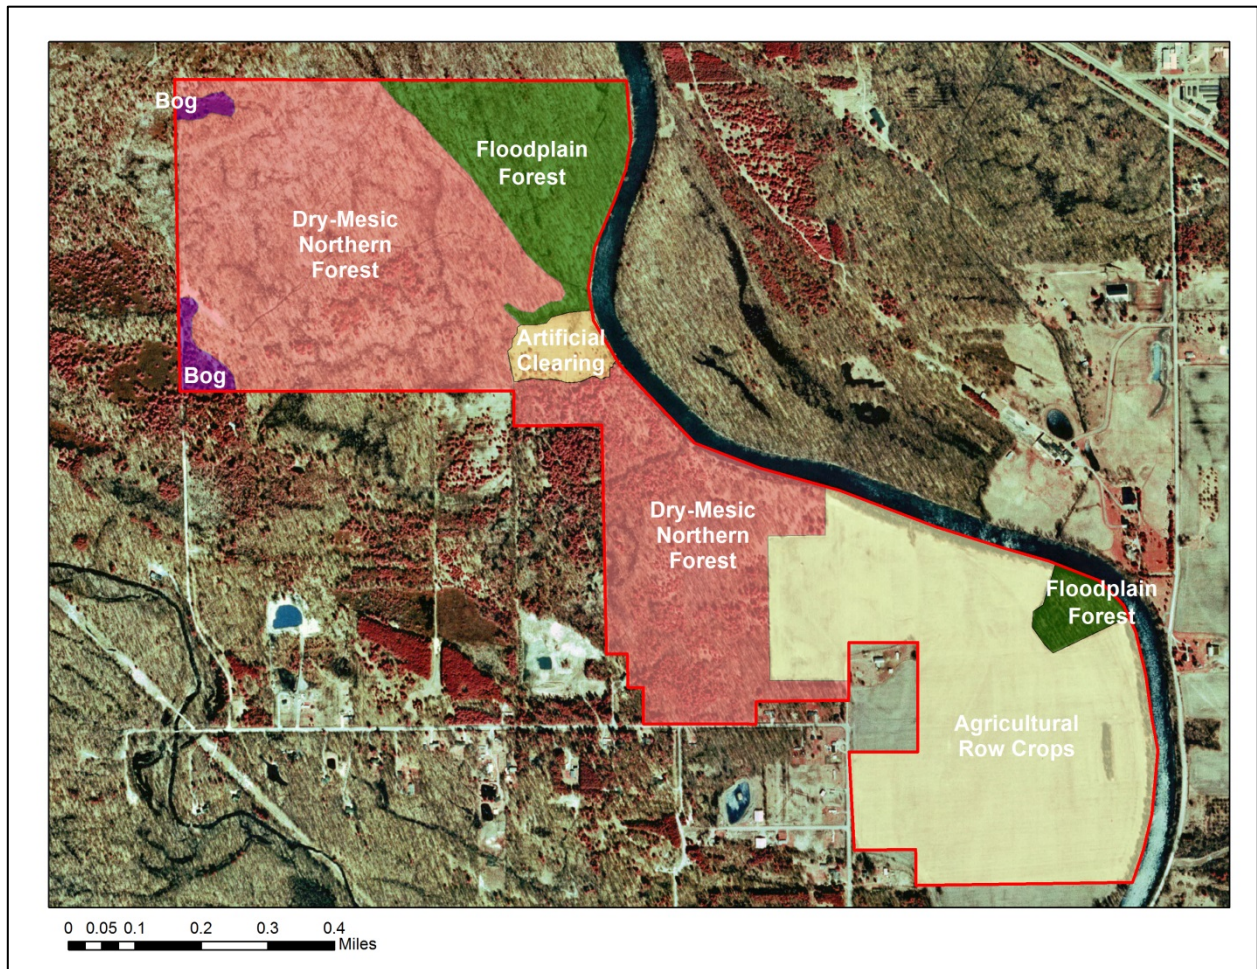 Bog
Floodplain
Forest
Dry-Mesic
Northern
Forest
Artificial
Clearing
Bog
Dry-Mesic
Northern
Forest
Floodplain
Forest
Agricultural
Row Crops
0 0.05 0.1 0.2 0.3 0.4
Miles